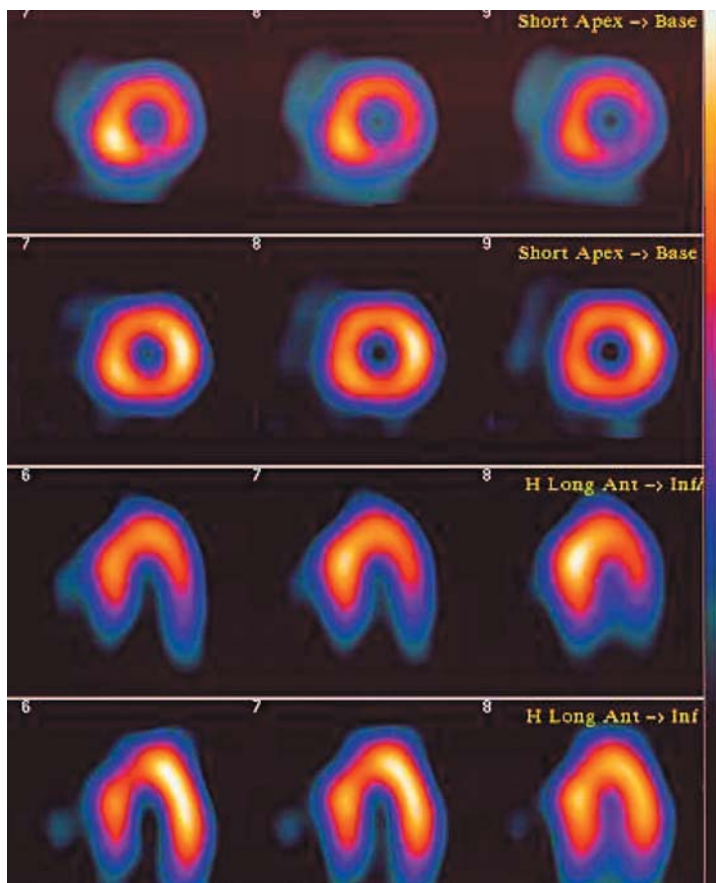 7 8 9 Short Apex -> Base
7 8 9 Short Apex -> Base
6 7 8 H Long Ant -> Inf/
6 7 8 H Long Ant -> Inf